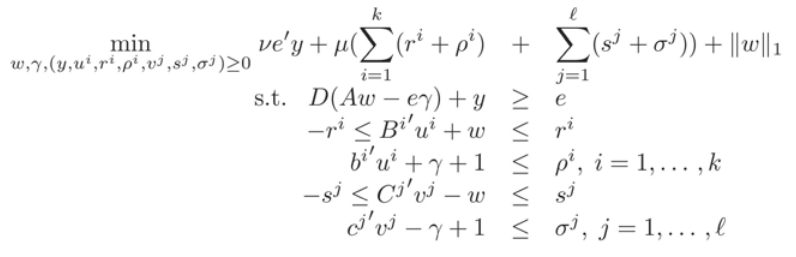 min_{w,γ,(y,u^i,r^i,ρ^i,v^j,s^j,σ^j)≥0} νe′y + μ(∑_{i=1}^{k}(r^i + ρ^i) + ∑_{j=1}^{ℓ}(s^j + σ^j)) + ‖w‖_1
s.t. D(Aw − eγ) + y ≥ e
−r^i ≤ B^{i′}u^i + w ≤ r^i
b^{i′}u^i + γ + 1 ≤ ρ^i, i = 1, . . . , k
−s^j ≤ C^{j′}v^j − w ≤ s^j
c^{j′}v^j − γ + 1 ≤ σ^j, j = 1, . . . , ℓ